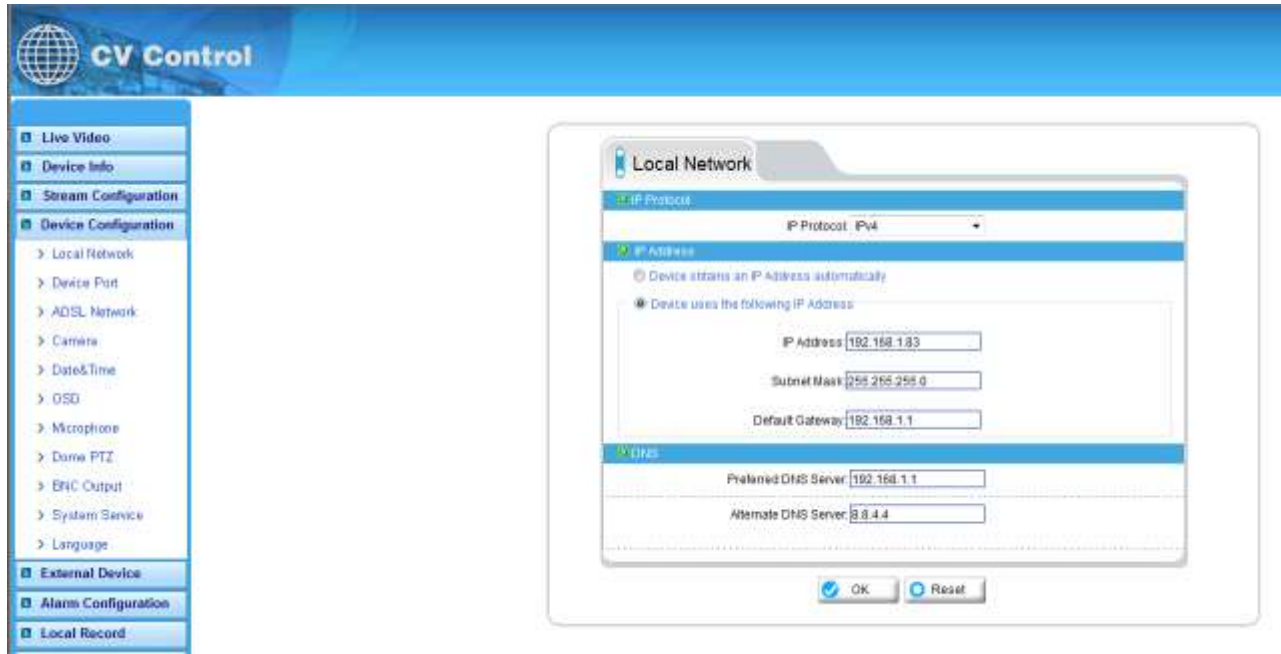 CV Control
Live Video
Device Info
Stream Configuration
Device Configuration
Local Network
Device Port
ADSL Network
Camera
Date&Time
OSD
Microphone
Dome PTZ
BNC Output
System Service
Language
External Device
Alarm Configuration
Local Record
Local Network
IP Protocol
IP Protocol: IPv4
IP Address
Device obtains an IP Address automatically
Device uses the following IP Address
IP Address: 192.168.1.83
Subnet Mask: 255.255.255.0
Default Gateway: 192.168.1.1
DNS
Preferred DNS Server: 192.168.1.1
Alternate DNS Server: 8.8.4.4
OK Reset